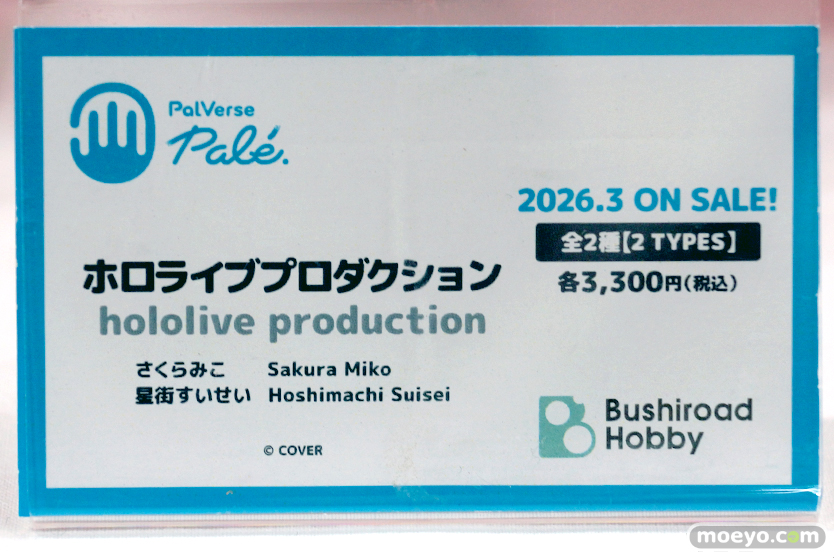 PalVerse
Palé.
2026.3 ON SALE!
全2種【2 TYPES】
各3,300円(税込)
ホロライブプロダクション
hololive production
さくらみこ Sakura Miko
星街すいせい Hoshimachi Suisei
© COVER
Bushiroad
Hobby
moeyo.com